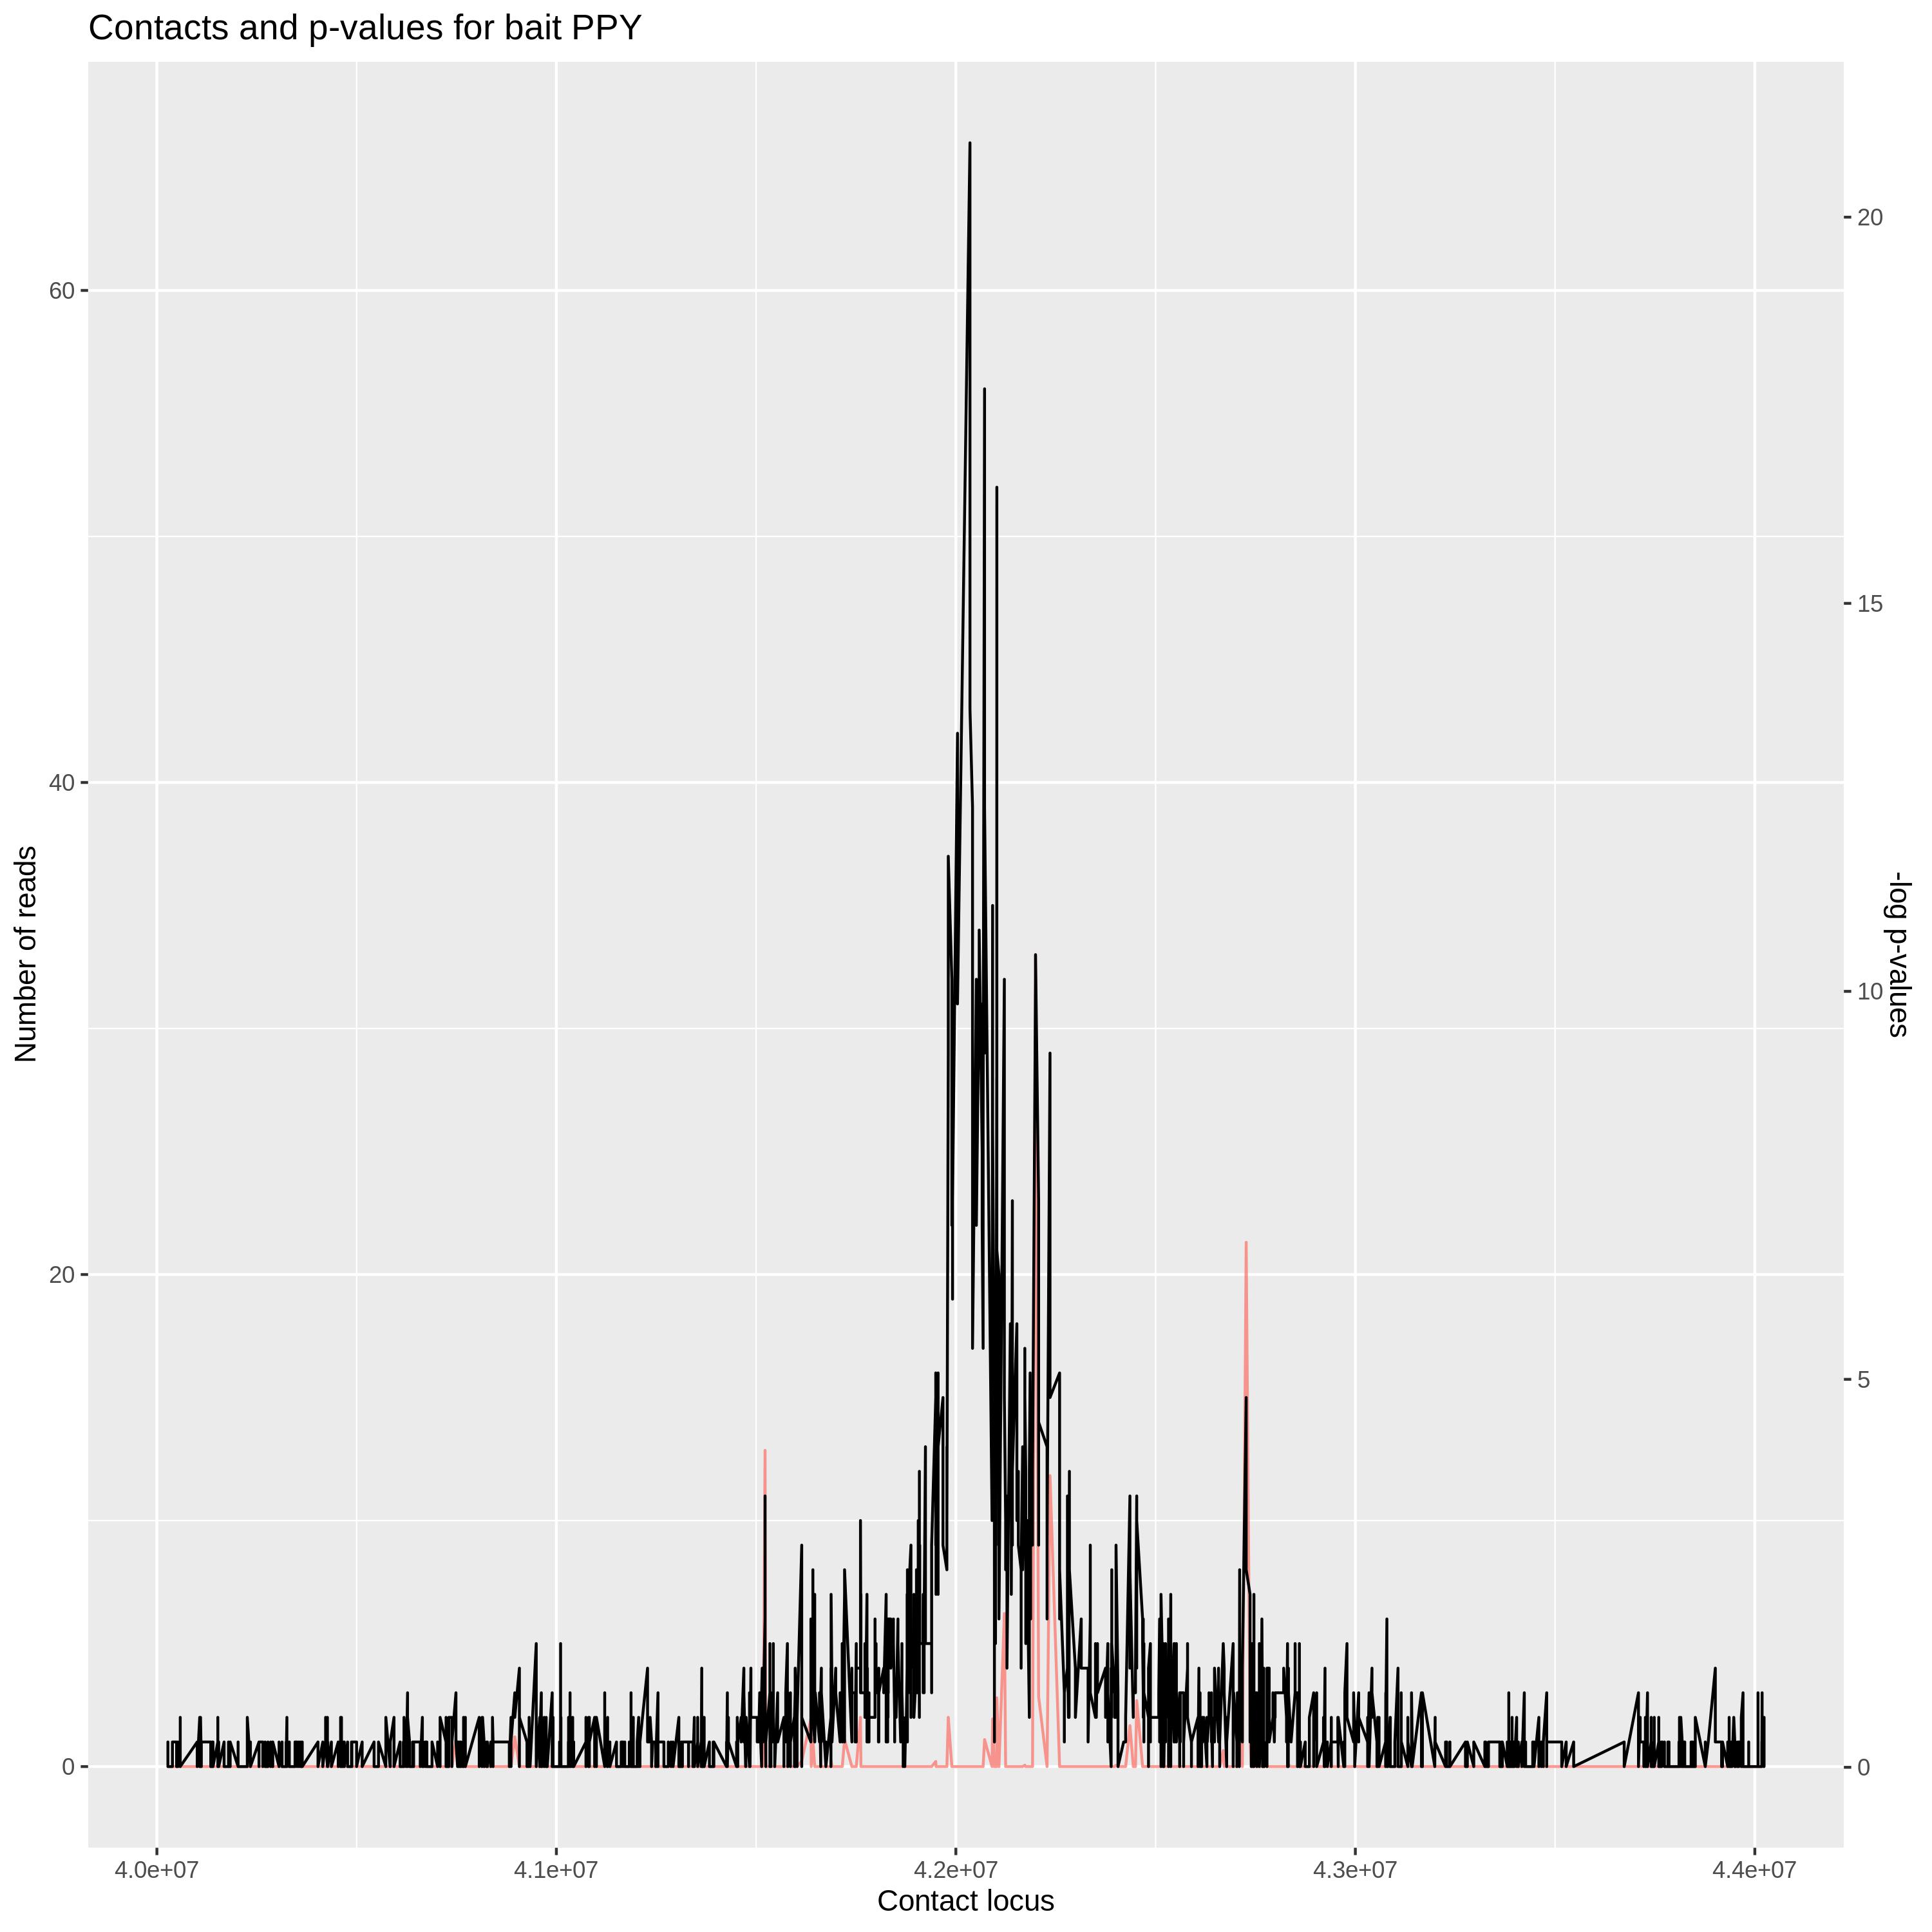 Contacts and p-values for bait PPY
Number of reads
60
40
20
0
-log p-values
20
15
10
5
0
4.0e+07
4.1e+07
4.2e+07
4.3e+07
4.4e+07
Contact locus